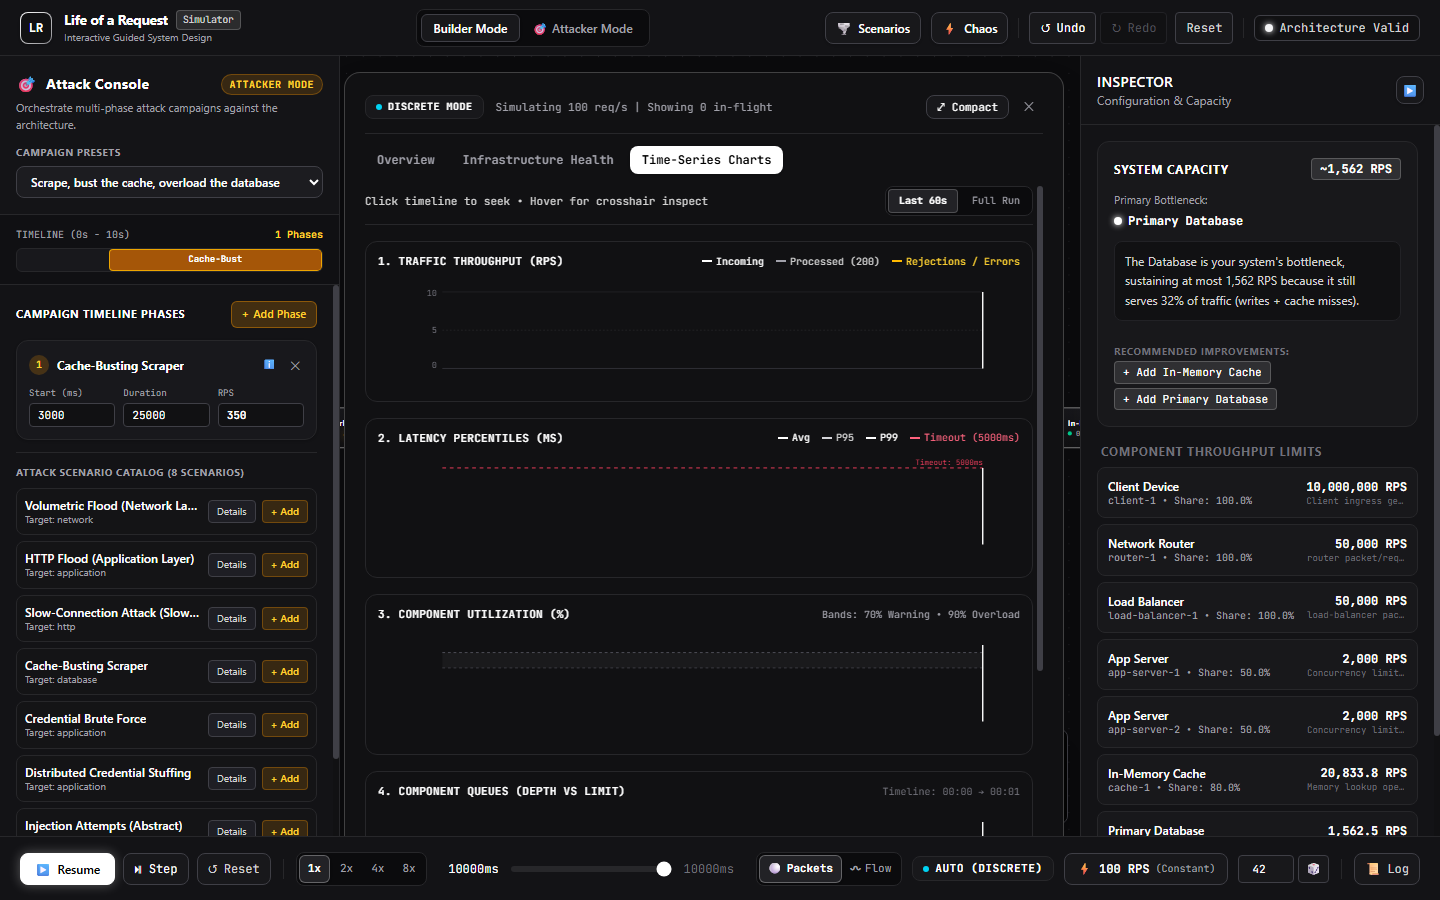 LR
Life of a Request Simulator
Interactive Guided System Design
Builder Mode
Attacker Mode
Scenarios
Chaos
↺ Undo
↻ Redo
Reset
Architecture Valid
Attack Console
ATTACKER MODE
Orchestrate multi-phase attack campaigns against the
architecture.
CAMPAIGN PRESETS
Scrape, bust the cache, overload the database
TIMELINE (0s - 10s)
1 Phases
Cache-Bust
CAMPAIGN TIMELINE PHASES
+ Add Phase
1 Cache-Busting Scraper
Start (ms) Duration RPS
3000 25000 350
ATTACK SCENARIO CATALOG (8 SCENARIOS)
Volumetric Flood (Network La...
Target: network
Details + Add
HTTP Flood (Application Layer)
Target: application
Details + Add
Slow-Connection Attack (Slow...
Target: http
Details + Add
Cache-Busting Scraper
Target: database
Details + Add
Credential Brute Force
Target: application
Details + Add
Distributed Credential Stuffing
Target: application
Details + Add
Injection Attempts (Abstract)
Target: application
Details + Add
DISCRETE MODE
Simulating 100 req/s | Showing 0 in-flight
⤢ Compact
Overview
Infrastructure Health
Time-Series Charts
Click timeline to seek • Hover for crosshair inspect
Last 60s Full Run
1. TRAFFIC THROUGHPUT (RPS)
Incoming Processed (200) Rejections / Errors
10
5
0
2. LATENCY PERCENTILES (MS)
Avg P95 P99 Timeout (5000ms)
Timeout: 5000ms
3. COMPONENT UTILIZATION (%)
Bands: 70% Warning • 90% Overload
4. COMPONENT QUEUES (DEPTH VS LIMIT)
Timeline: 00:00 → 00:01
In-
INSPECTOR
Configuration & Capacity
SYSTEM CAPACITY
~1,562 RPS
Primary Bottleneck:
Primary Database
The Database is your system's bottleneck,
sustaining at most 1,562 RPS because it still
serves 32% of traffic (writes + cache misses).
RECOMMENDED IMPROVEMENTS:
+ Add In-Memory Cache
+ Add Primary Database
COMPONENT THROUGHPUT LIMITS
Client Device 10,000,000 RPS
client-1 • Share: 100.0% Client ingress ge…
Network Router 50,000 RPS
router-1 • Share: 100.0% router packet/req…
Load Balancer 50,000 RPS
load-balancer-1 • Share: 100.0% load-balancer pac…
App Server 2,000 RPS
app-server-1 • Share: 50.0% Concurrency limit…
App Server 2,000 RPS
app-server-2 • Share: 50.0% Concurrency limit…
In-Memory Cache 20,833.8 RPS
cache-1 • Share: 80.0% Memory lookup ope…
Primary Database 1,562.5 RPS
Resume
Step
↺ Reset
1x 2x 4x 8x
10000ms
10000ms
Packets
Flow
AUTO (DISCRETE)
100 RPS (Constant)
42
Log